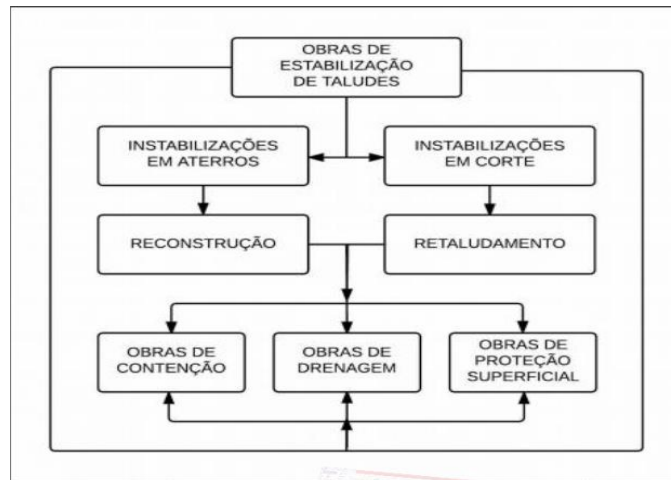 OBRAS DE
ESTABILIZAÇÃO
DE TALUDES
INSTABILIZAÇÕES
EM ATERROS
INSTABILIZAÇÕES
EM CORTE
RECONSTRUÇÃO
RETALUDAMENTO
OBRAS DE
CONTENÇÃO
OBRAS DE
DRENAGEM
OBRAS DE
PROTEÇÃO
SUPERFICIAL